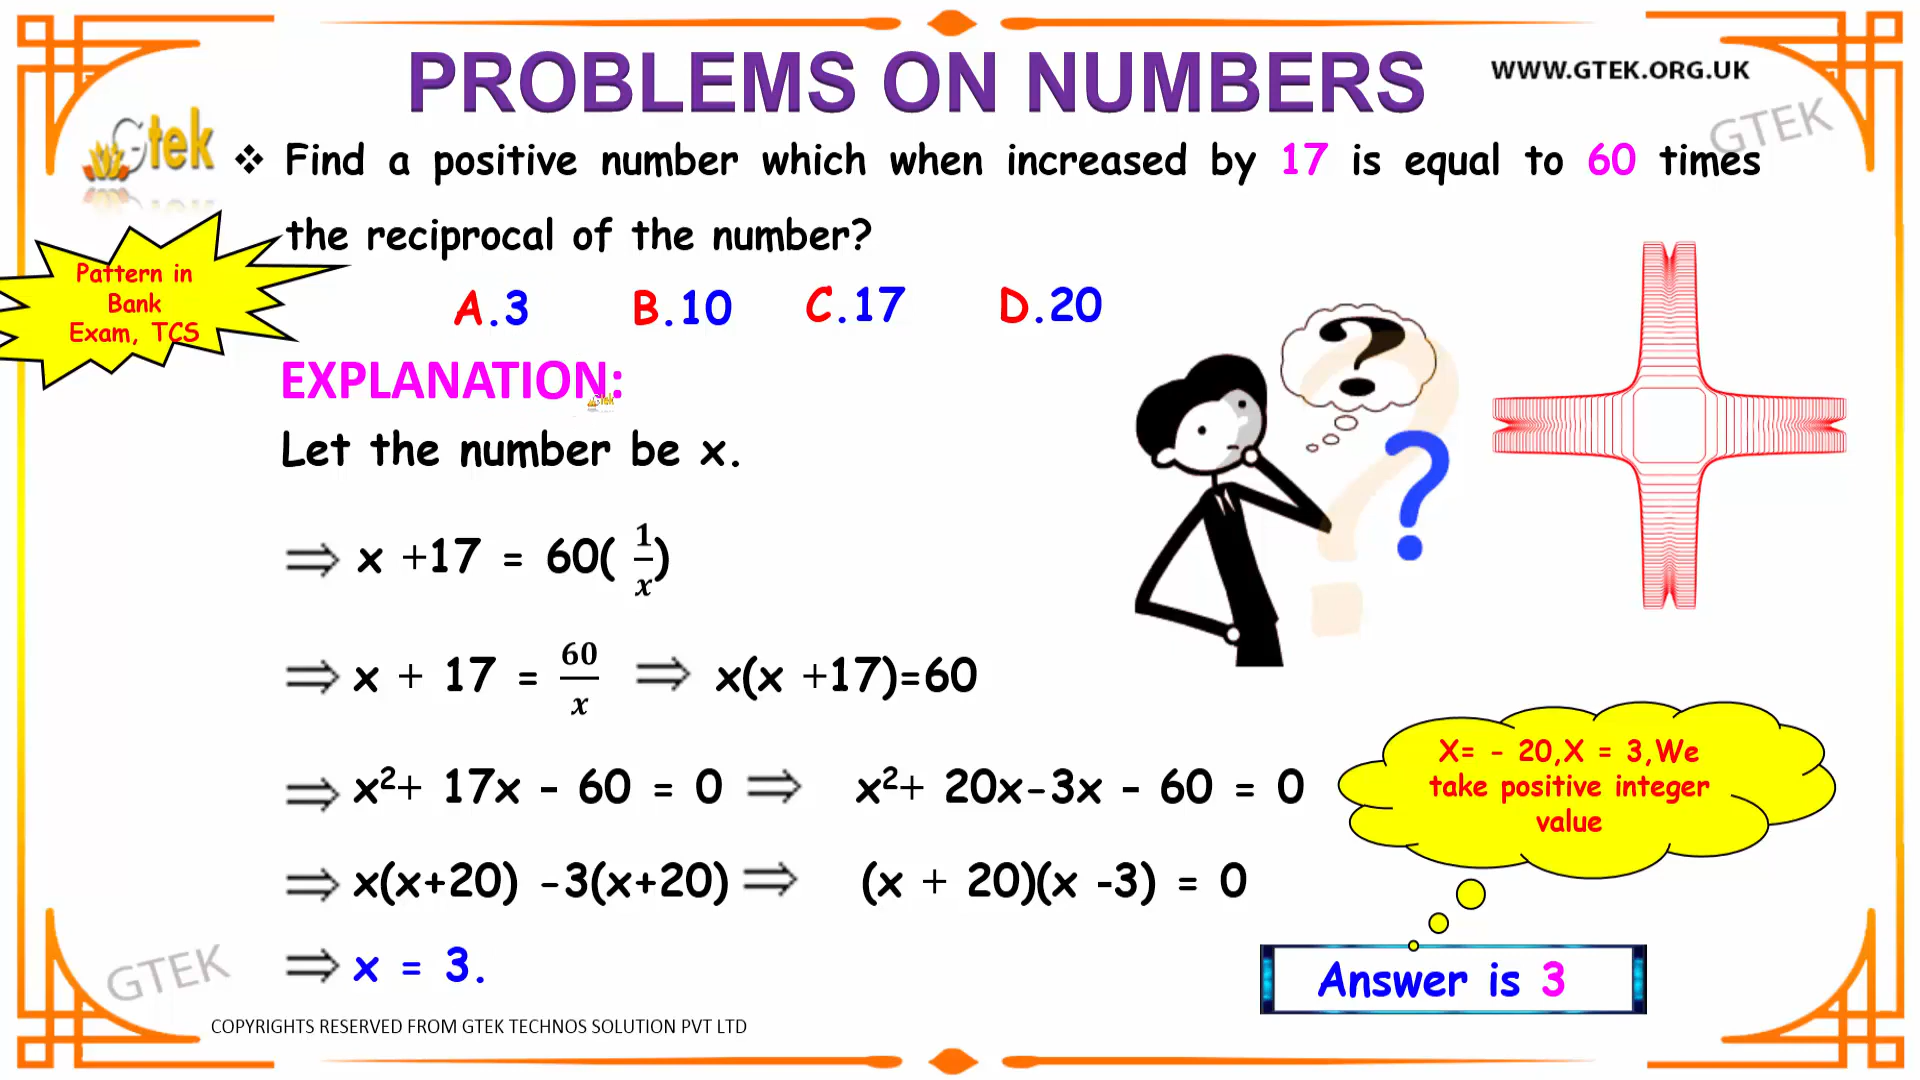 PROBLEMS ON NUMBERS
WWW.GTEK.ORG.UK
GTEK
Gtek
❖ Find a positive number which when increased by 17 is equal to 60 times
the reciprocal of the number?
Pattern in
Bank
Exam, TCS
A.3 B.10 C.17 D.20
EXPLANATION:
Gtek
Let the number be x.
⇒ x +17 = 60( 1/x)
⇒ x + 17 = 60/x ⇒ x(x +17)=60
⇒ x²+ 17x - 60 = 0 ⇒ x²+ 20x-3x - 60 = 0
⇒ x(x+20) -3(x+20) ⇒ (x + 20)(x -3) = 0
⇒ x = 3.
X= - 20,X = 3,We
take positive integer
value
Answer is 3
GTEK
COPYRIGHTS RESERVED FROM GTEK TECHNOS SOLUTION PVT LTD